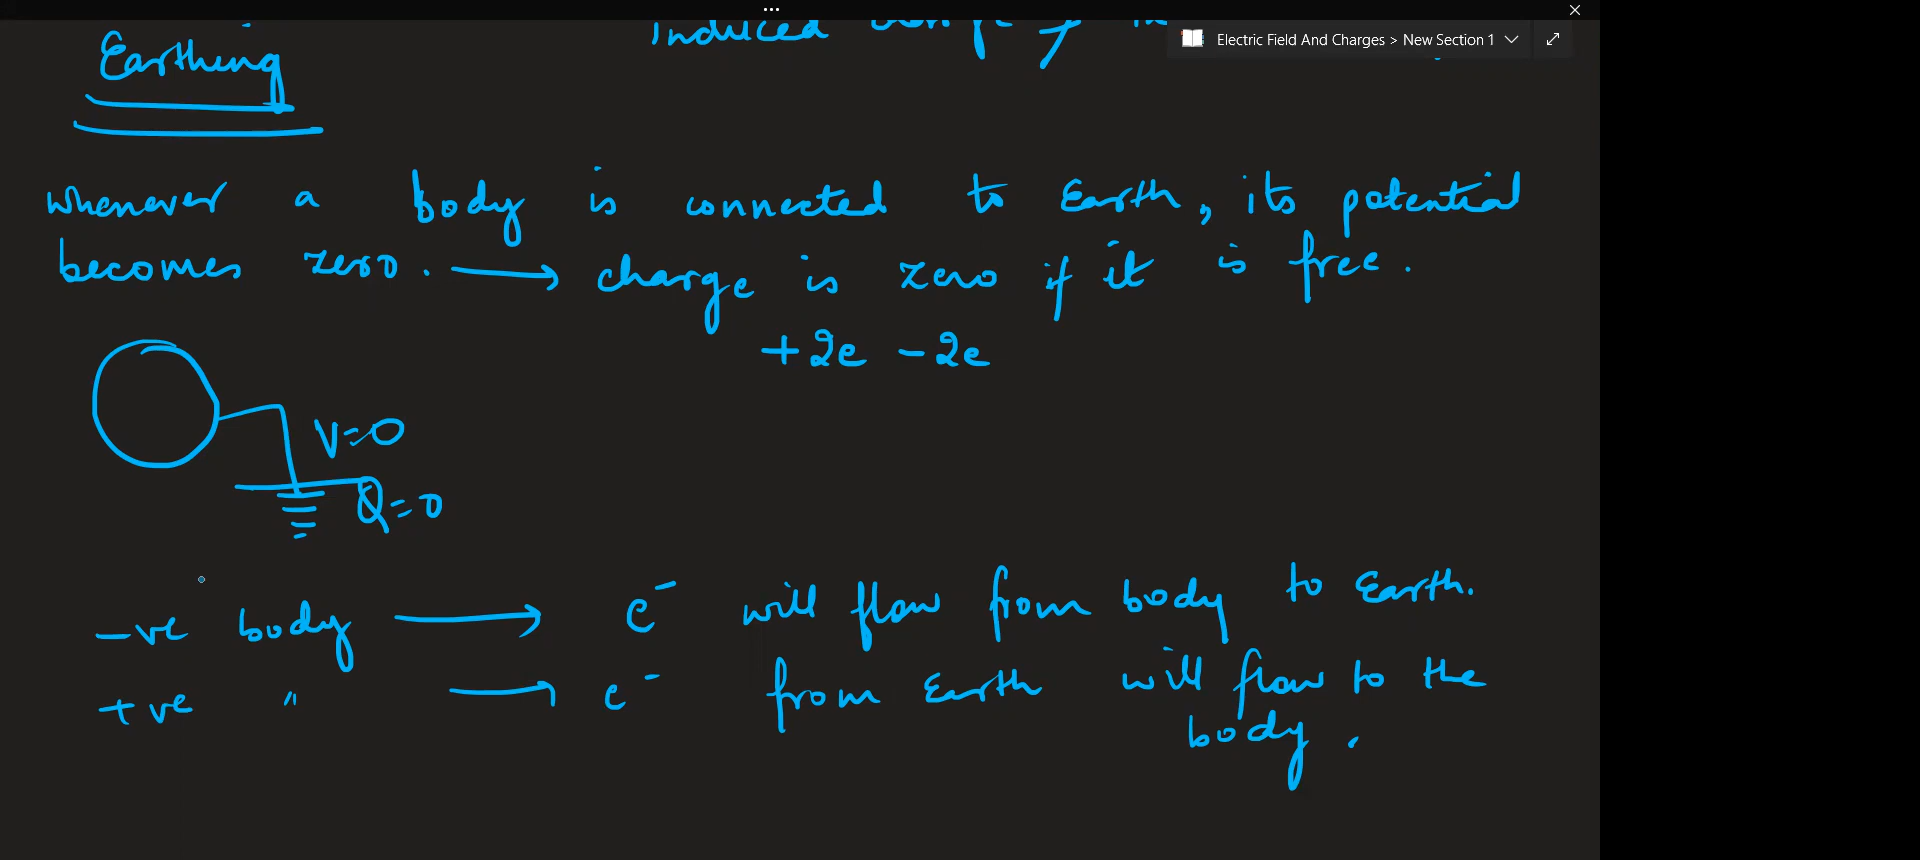 Induced
Electric Field And Charges > New Section 1
Earthing
whenever a body is connected to Earth, its potential
becomes zero. → charge is zero if it is free.
+2e -2e
V=0
Q=0
-ve body → e⁻ will flow from body to Earth.
+ve " → e⁻ from Earth will flow to the
body.